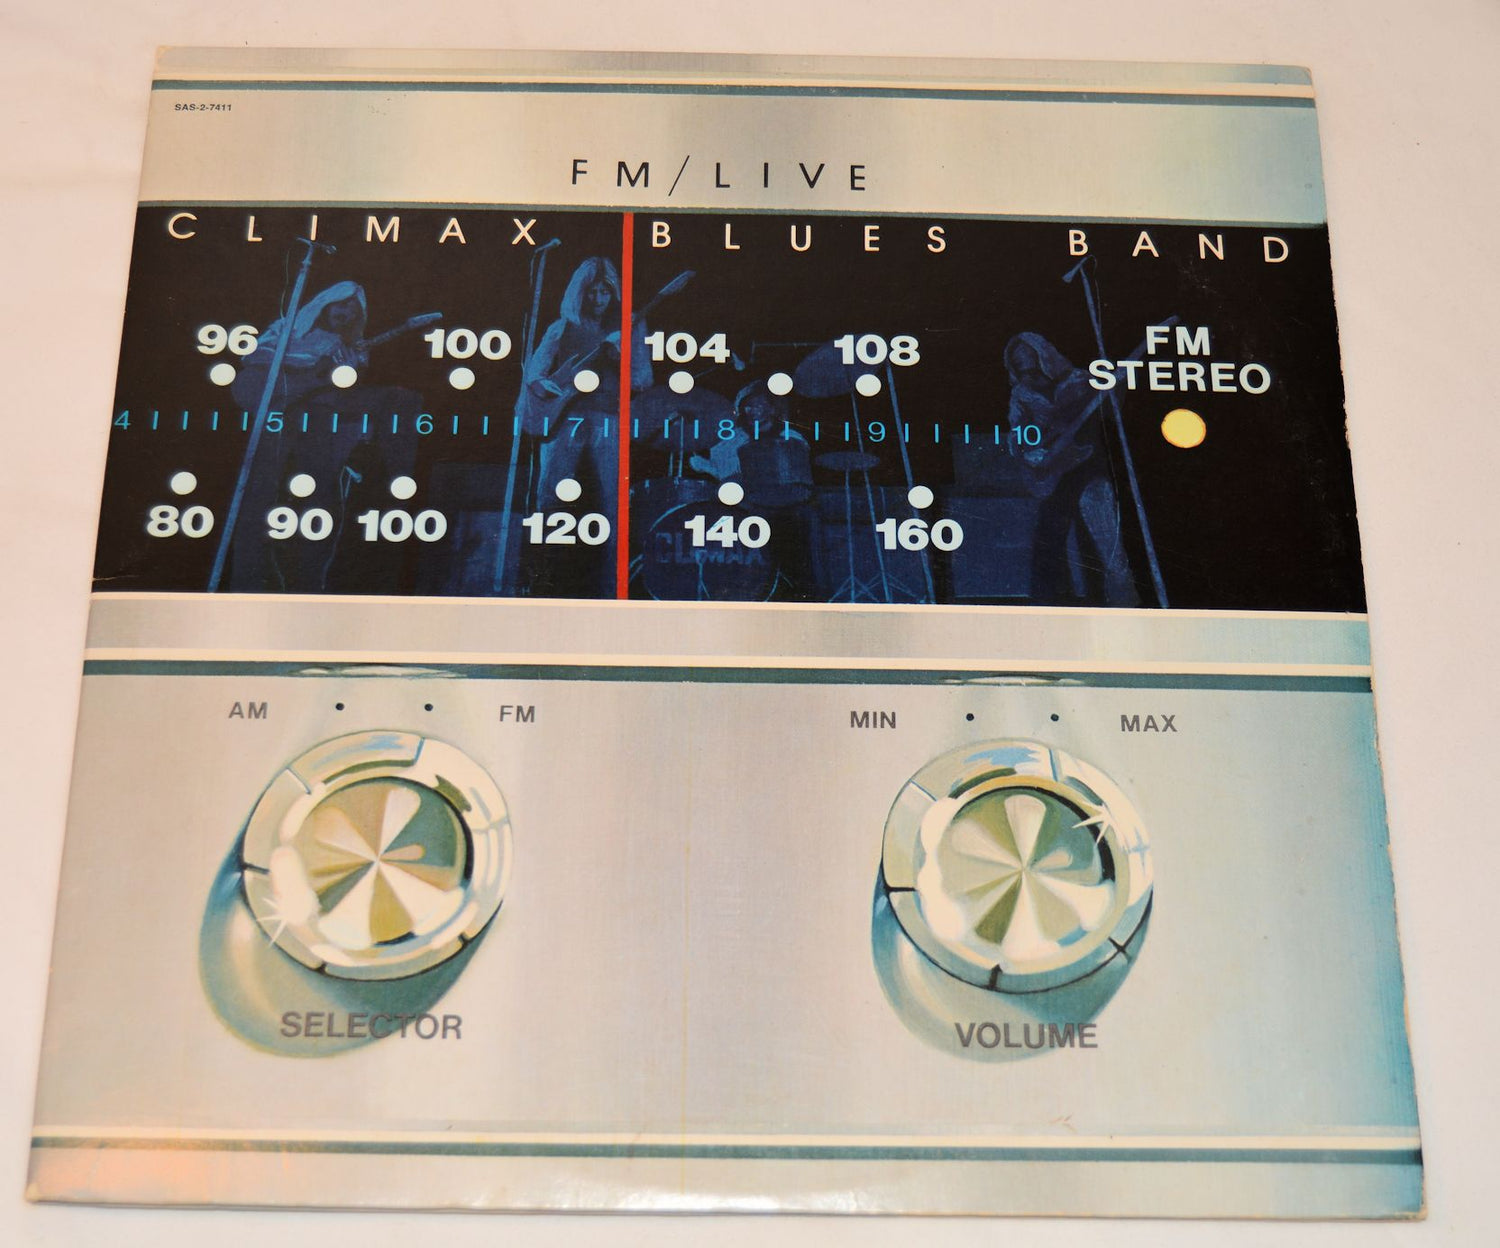 SAS-2-7411
FM/LIVE
CLIMAX BLUES BAND
96 100 104 108
FM
STEREO
4 5 6 7 8 9 10
80 90 100 120 140 160
AM FM
MIN MAX
SELECTOR
VOLUME